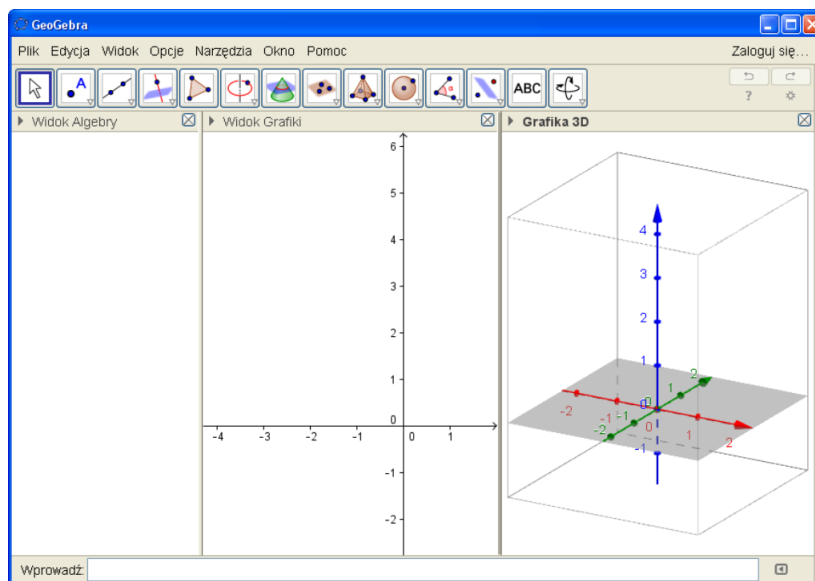 GeoGebra
Plik Edycja Widok Opcje Narzędzia Okno Pomoc Zaloguj się...
A α ABC ?
Widok Algebry Widok Grafiki Grafika 3D
6
5
4
3
2
1
0
-4 -3 -2 -1 0 1
-1
-2
4
3
2
1
0
-1
-2 -1 0 1 2
-2 -1 0 1 2
Wprowadź: